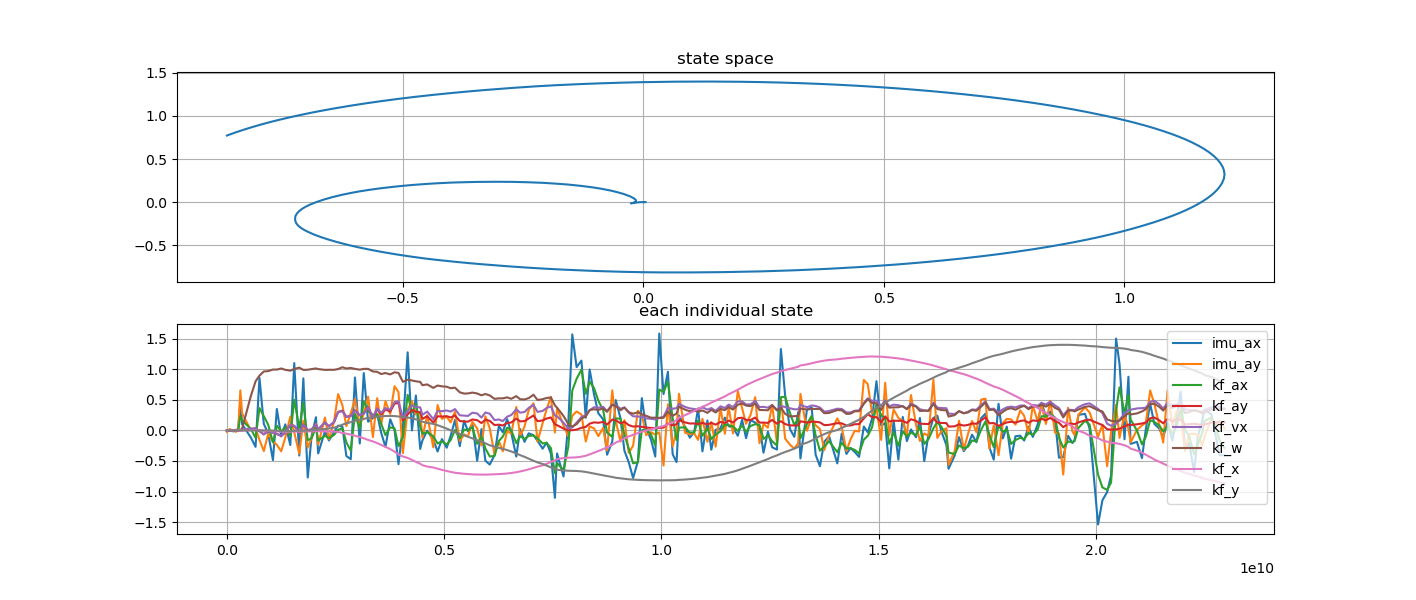 state space
1.5
1.0
0.5
0.0
−0.5
−0.5 0.0 0.5 1.0
each individual state
1.5
1.0
0.5
0.0
−0.5
−1.0
−1.5
imu_ax
imu_ay
kf_ax
kf_ay
kf_vx
kf_w
kf_x
kf_y
0.0 0.5 1.0 1.5 2.0
1e10